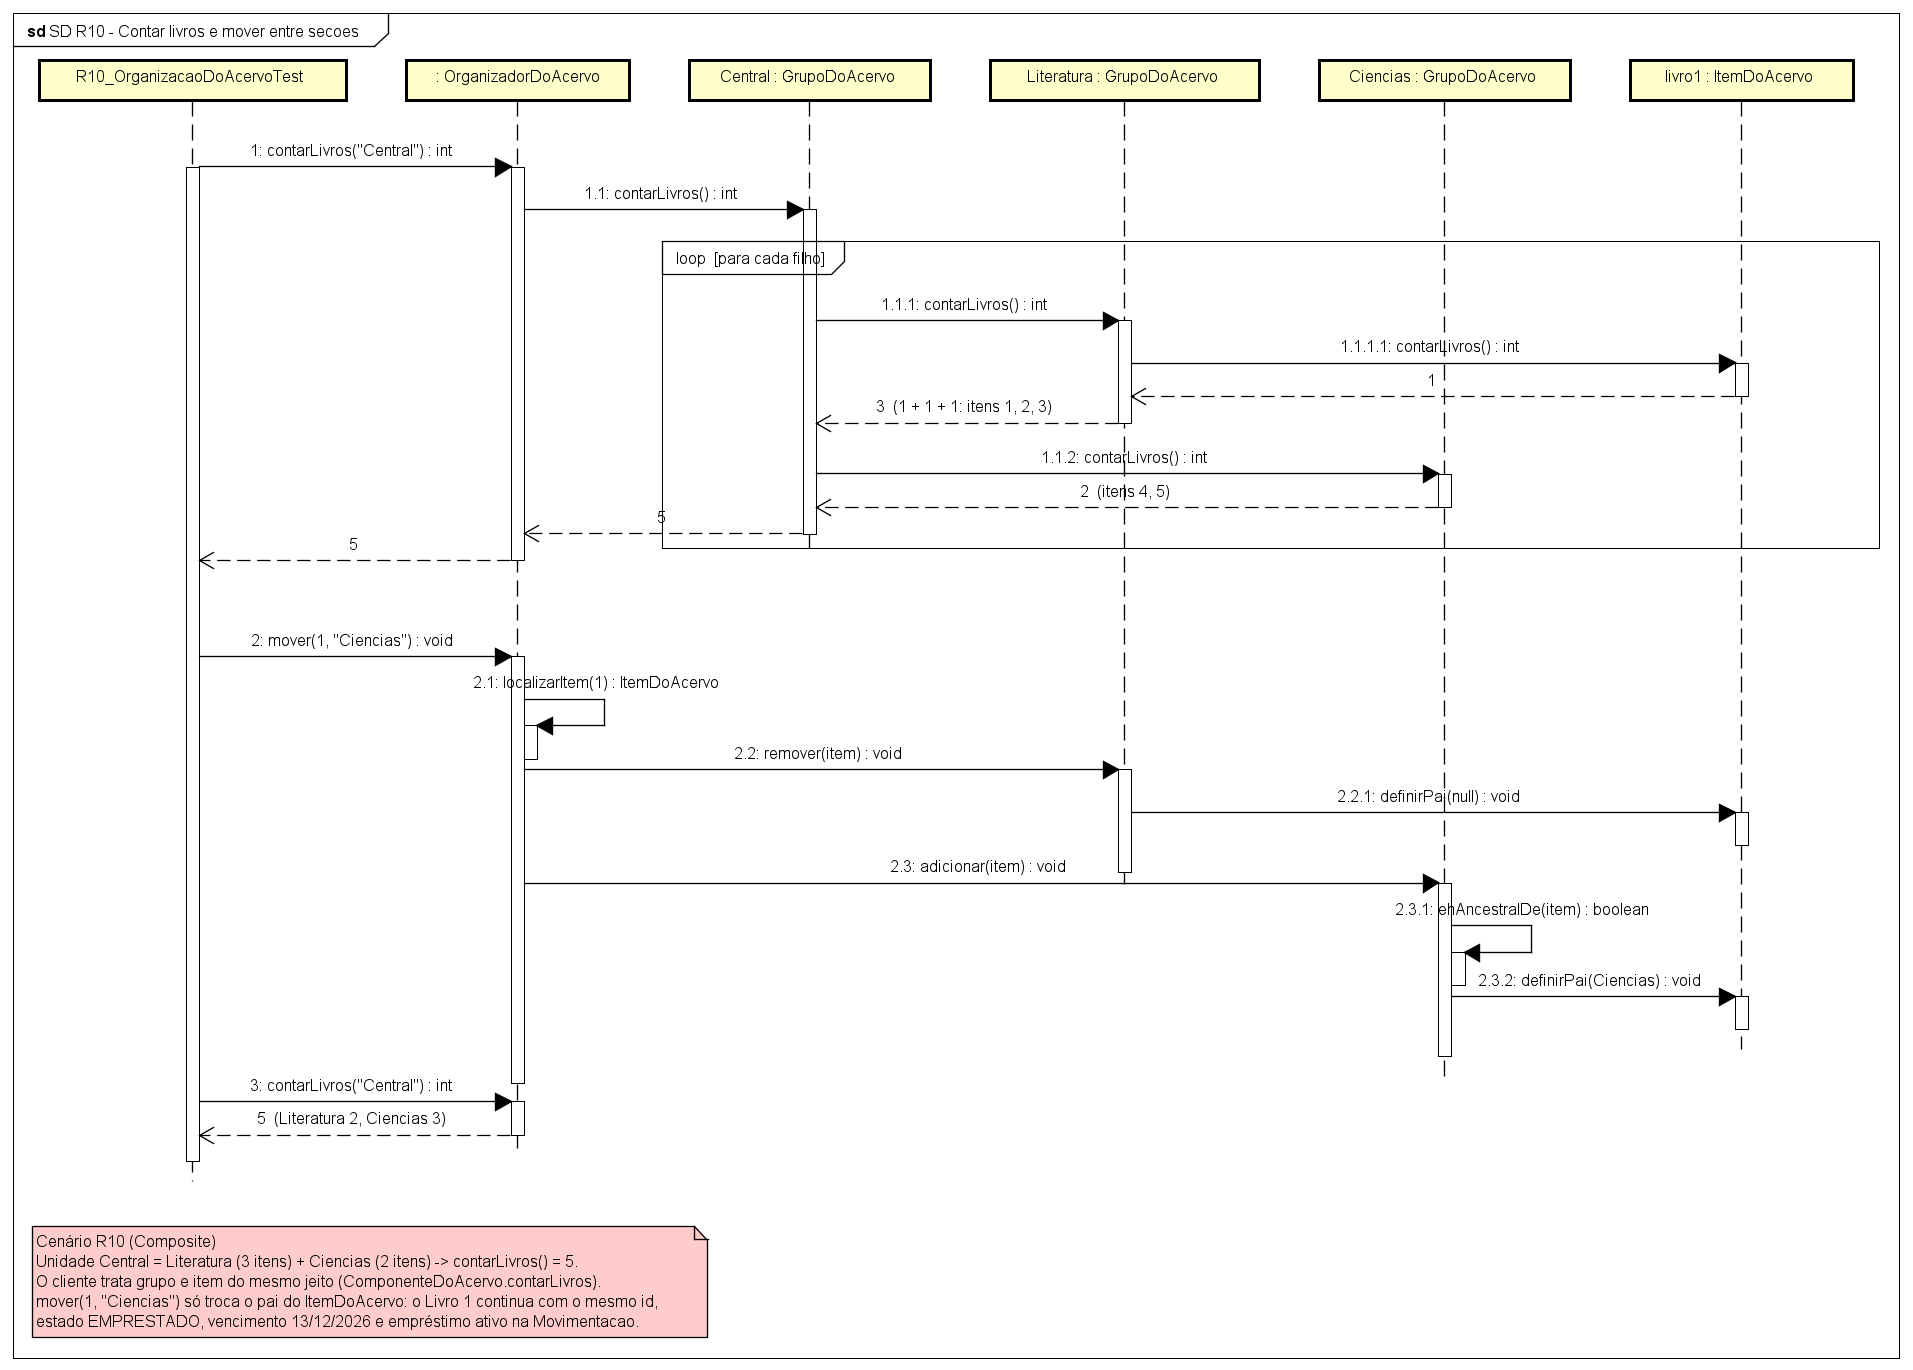 sd SD R10 - Contar livros e mover entre secoes
R10_OrganizacaoDoAcervoTest
: OrganizadorDoAcervo
Central : GrupoDoAcervo
Literatura : GrupoDoAcervo
Ciencias : GrupoDoAcervo
livro1 : ItemDoAcervo
1: contarLivros("Central") : int
1.1: contarLivros() : int
loop [para cada filho]
1.1.1: contarLivros() : int
1.1.1.1: contarLivros() : int
1
3 (1 + 1 + 1: itens 1, 2, 3)
1.1.2: contarLivros() : int
2 (itens 4, 5)
5
5
2: mover(1, "Ciencias") : void
2.1: localizarItem(1) : ItemDoAcervo
2.2: remover(item) : void
2.2.1: definirPai(null) : void
2.3: adicionar(item) : void
2.3.1: ehAncestralDe(item) : boolean
2.3.2: definirPai(Ciencias) : void
3: contarLivros("Central") : int
5 (Literatura 2, Ciencias 3)
Cenário R10 (Composite)
Unidade Central = Literatura (3 itens) + Ciencias (2 itens) -> contarLivros() = 5.
O cliente trata grupo e item do mesmo jeito (ComponenteDoAcervo.contarLivros).
mover(1, "Ciencias") só troca o pai do ItemDoAcervo: o Livro 1 continua com o mesmo id,
estado EMPRESTADO, vencimento 13/12/2026 e empréstimo ativo na Movimentacao.